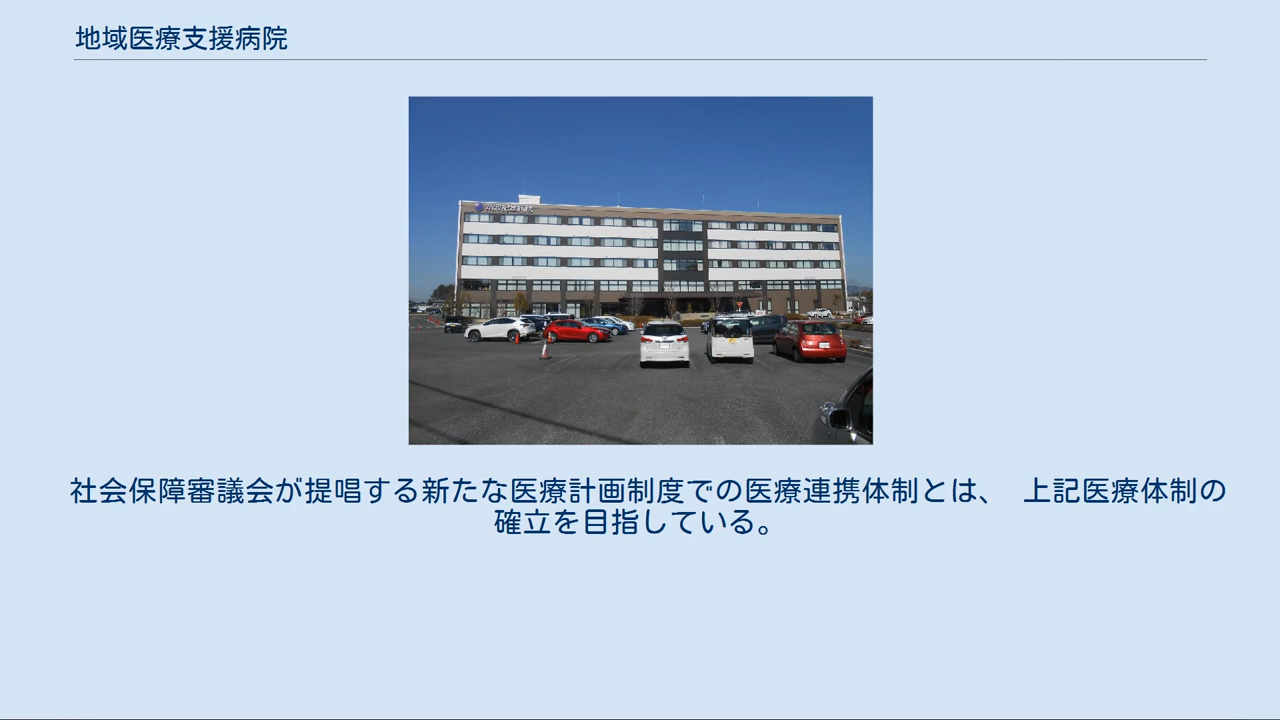 地域医療支援病院
社会保障審議会が提唱する新たな医療計画制度での医療連携体制とは、 上記医療体制の
確立を目指している。